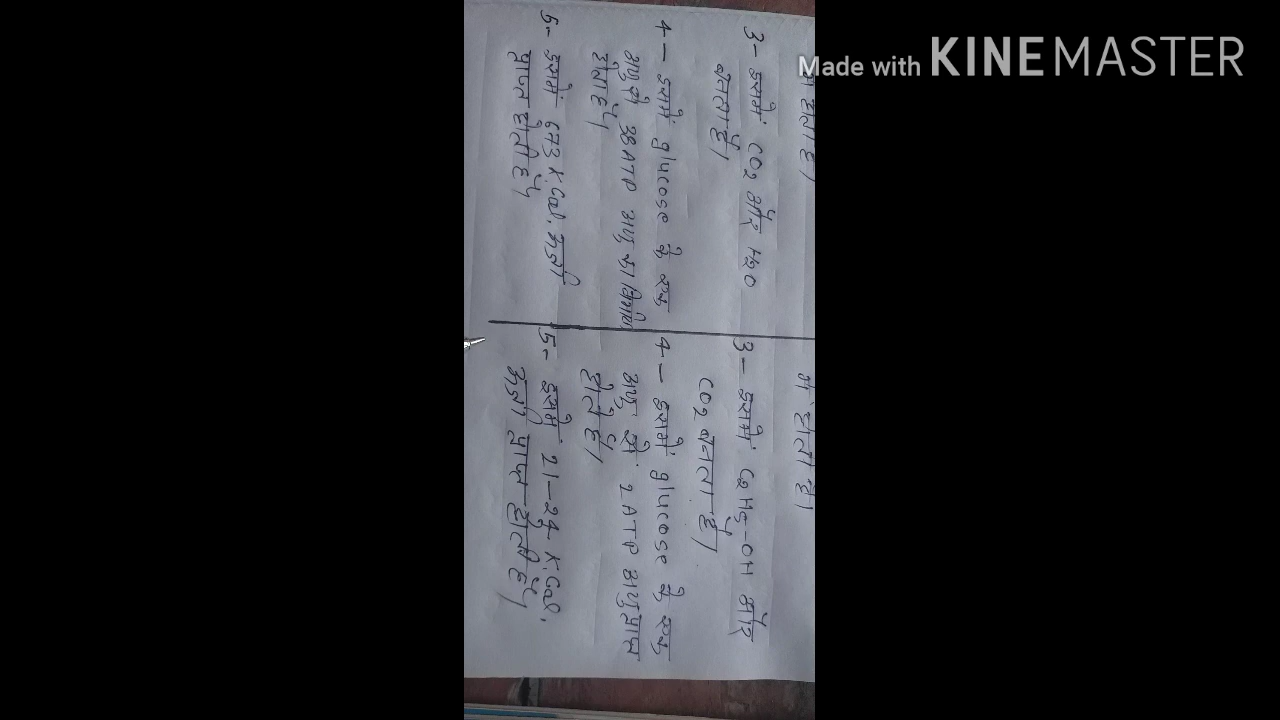 Made with KINEMASTER
होता है।
3- इसमें CO2 और H2O
बनता है।
4- इसमें glucose के एक
अणु से 38 ATP अणु का निर्माण
होता है।
5- इसमें 673 K.Cal. ऊर्जा
प्राप्त होती है।
में होता है।
3- इसमें C2H5-OH और
CO2 बनता है।
4- इसमें glucose के एक
अणु से 2 ATP अणु प्राप्त
होते है।
5- इसमें 21-24 K.Cal.
ऊर्जा प्राप्त होती है।